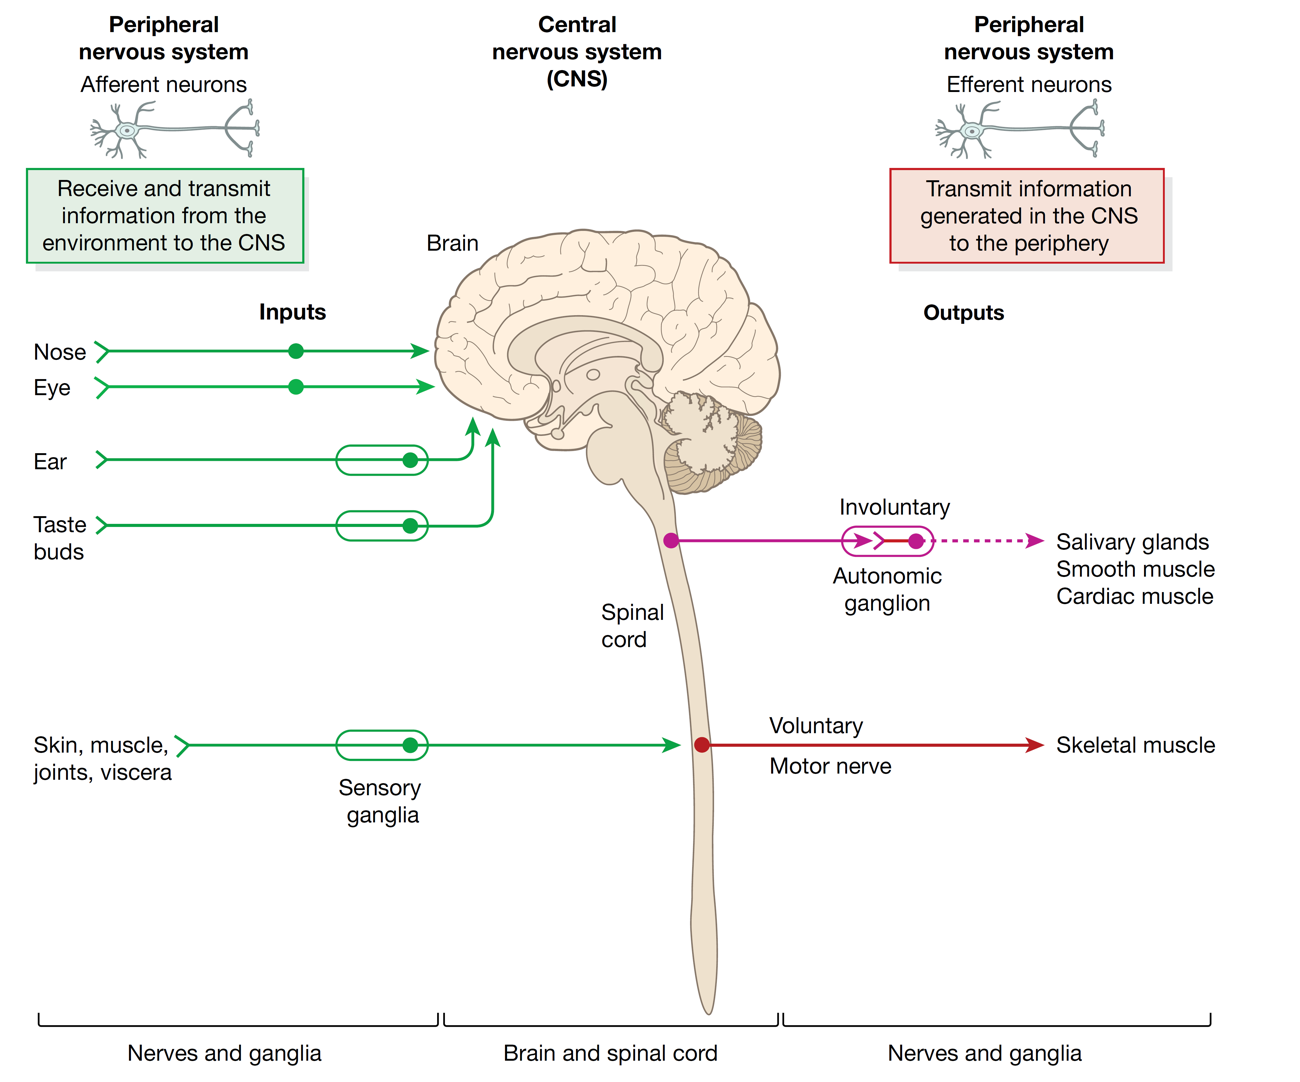 Peripheral
nervous system
Afferent neurons
Receive and transmit
information from the
environment to the CNS
Central
nervous system
(CNS)
Peripheral
nervous system
Efferent neurons
Transmit information
generated in the CNS
to the periphery
Brain
Inputs
Outputs
Nose
Eye
Ear
Taste
buds
Involuntary
Autonomic
ganglion
Salivary glands
Smooth muscle
Cardiac muscle
Spinal
cord
Skin, muscle,
joints, viscera
Sensory
ganglia
Voluntary
Motor nerve
Skeletal muscle
Nerves and ganglia
Brain and spinal cord
Nerves and ganglia